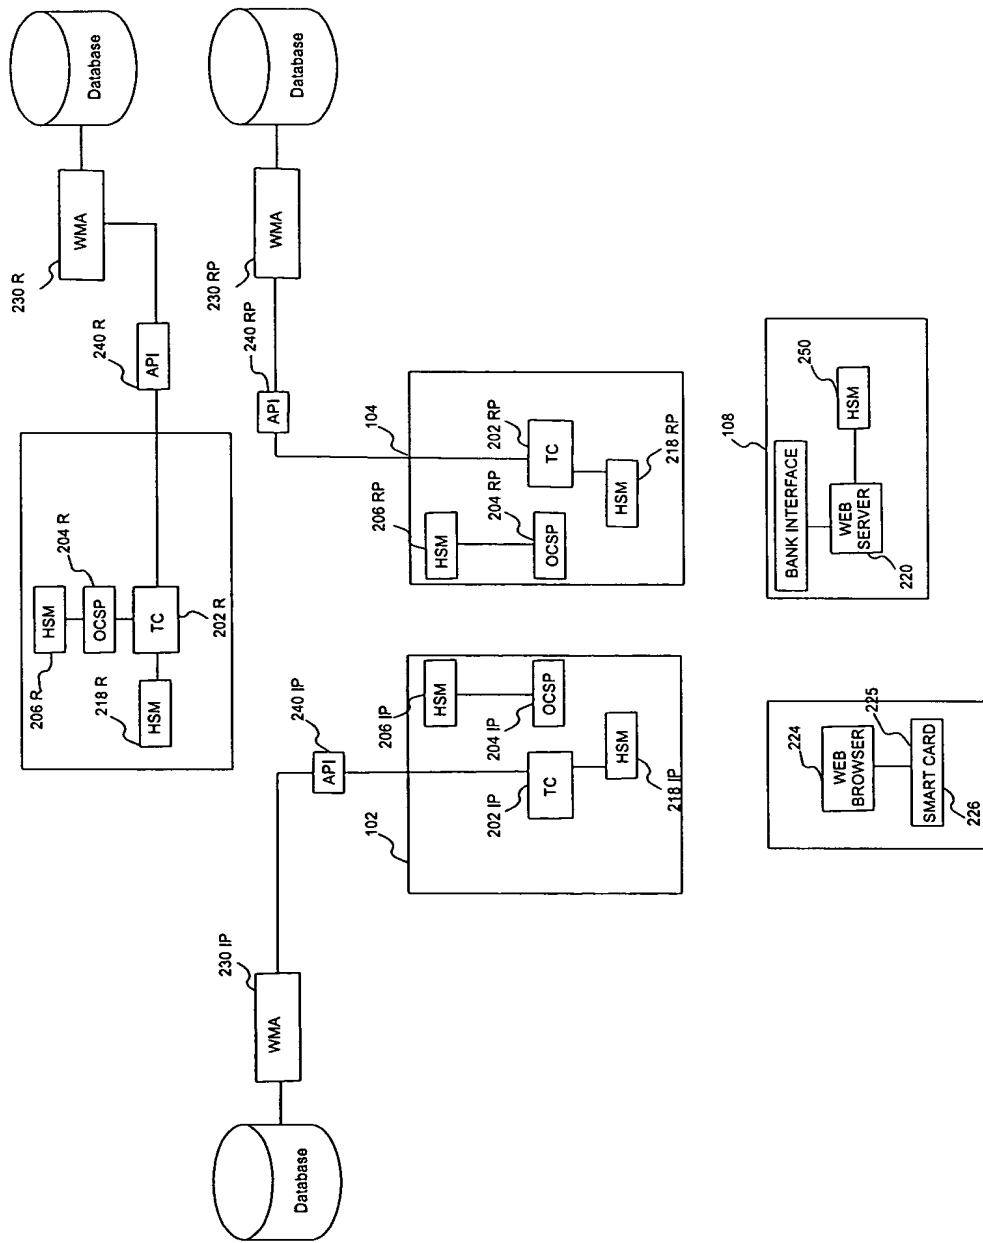 Database
WMA
230 R
240 R
API
206 R
HSM
204 R
OCSP
218 R
HSM
TC
202 R
Database
WMA
230 RP
240 RP
API
104
206 RP
HSM
204 RP
OCSP
202 RP
TC
HSM
218 RP
Database
WMA
230 IP
240 IP
API
102
206 IP
HSM
204 IP
OCSP
202 IP
TC
HSM
218 IP
108
BANK INTERFACE
WEB
SERVER
220
HSM
250
224
WEB
BROWSER
225
SMART CARD
226